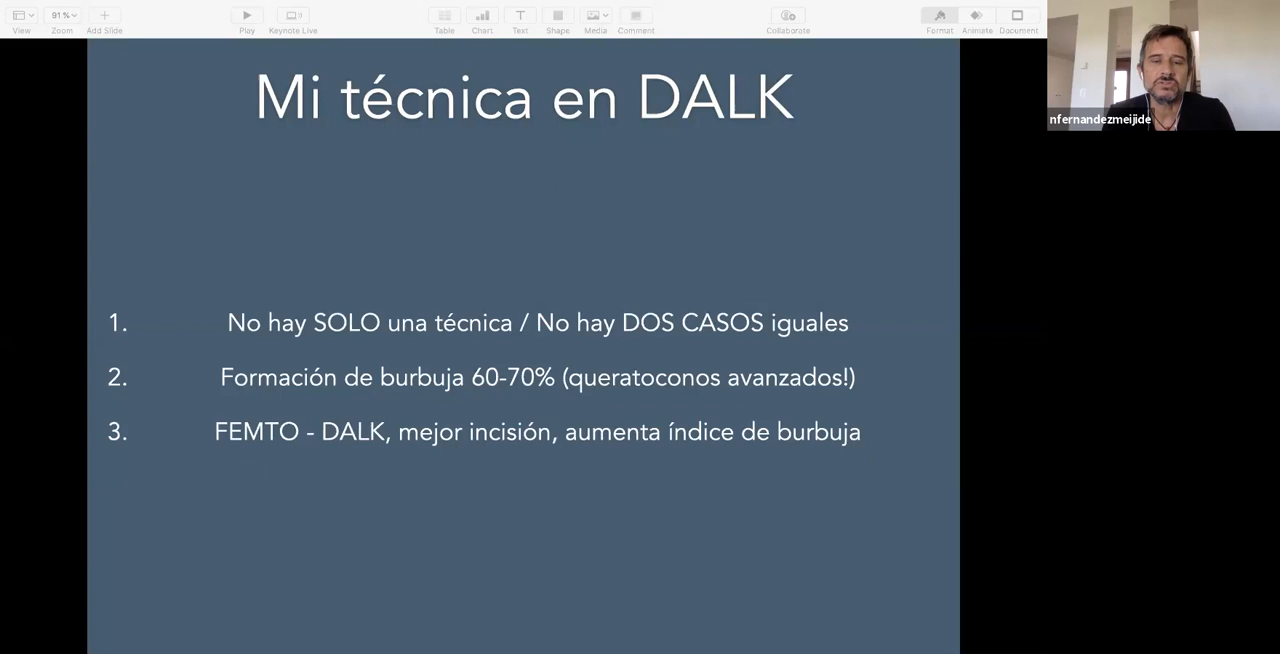 View
91%
Zoom
Add Slide
Play
Keynote Live
Table
Chart
Text
Shape
Media
Comment
Collaborate
Format
Animate
Document
nfernandezmeijide
Mi técnica en DALK
1. No hay SOLO una técnica / No hay DOS CASOS iguales
2. Formación de burbuja 60-70% (queratoconos avanzados!)
3. FEMTO - DALK, mejor incisión, aumenta índice de burbuja